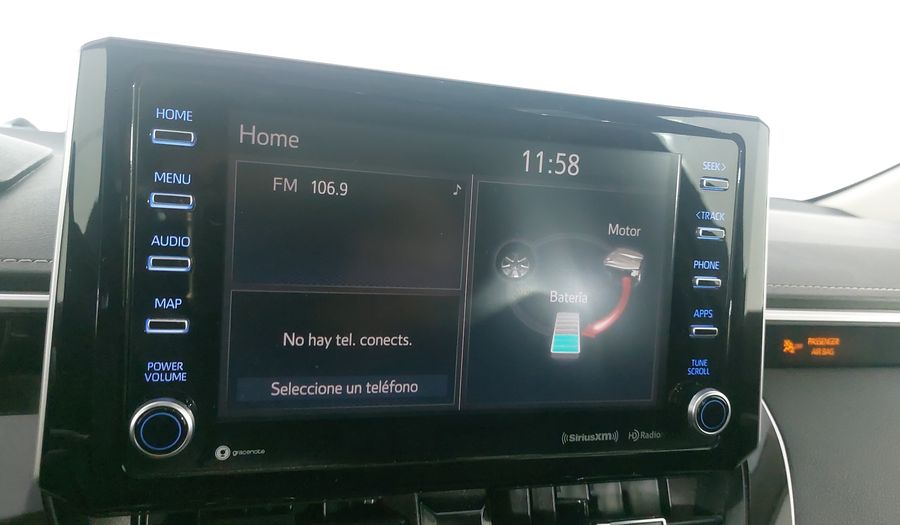 HOME
MENU
AUDIO
MAP
POWER
VOLUME
Home
11:58
FM 106.9
No hay tel. conects.
Seleccione un teléfono
Motor
Batería
SEEK>
<TRACK
PHONE
APPS
TUNE
SCROLL
gracenote
SiriusXM
HD Radio
PASSENGER
AIR BAG